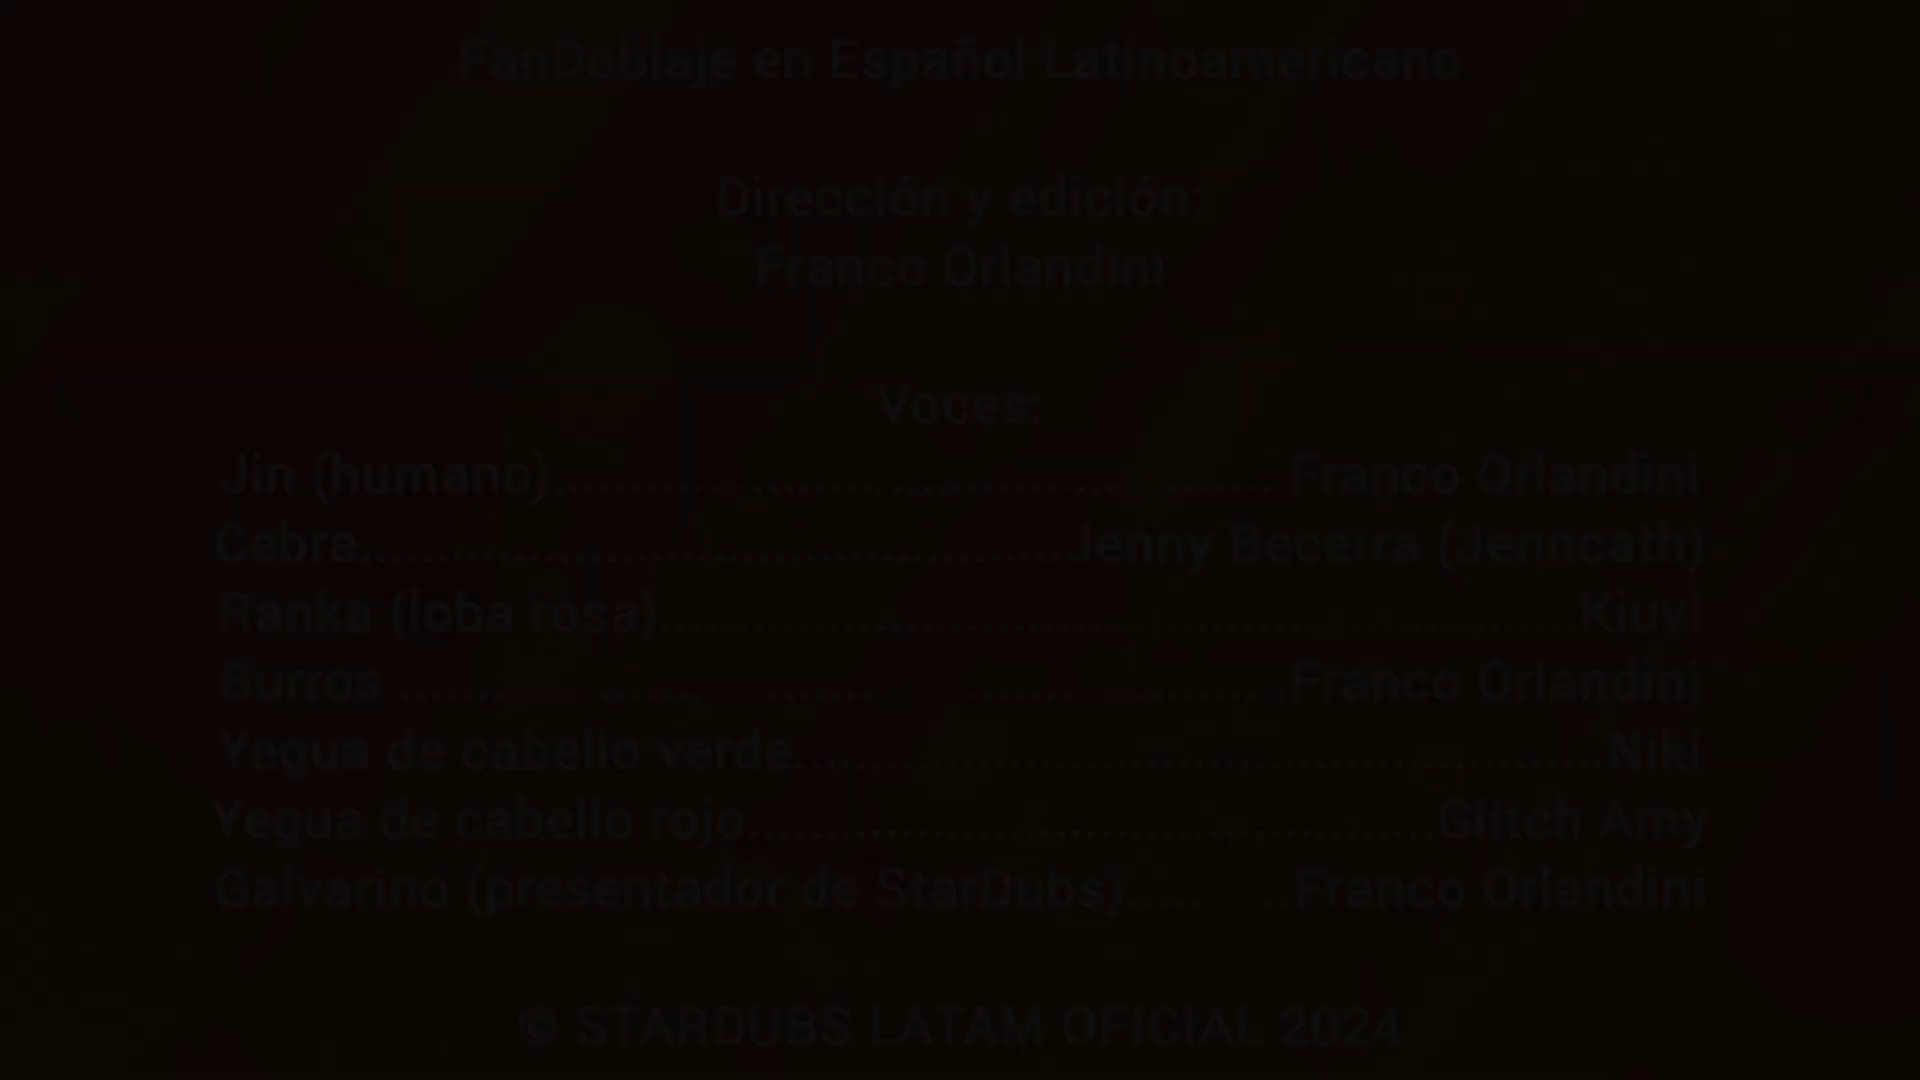 FanDoblaje en Español Latinoamericano
Dirección y edición:
Franco Orlandini
Voces:
Jin (humano)................................................Franco Orlandini
Cebra...............................................Jenny Becerra (Jenncath)
Ranka (loba rosa)............................................................Kiuvi
Burros...........................................................Franco Orlandini
Yegua de cabello verde.....................................................Niki
Yegua de cabello rojo.............................................Glitch Amy
Galvarino (presentador de StarDubs)...........Franco Orlandini
© STARDUBS LATAM OFICIAL 2024